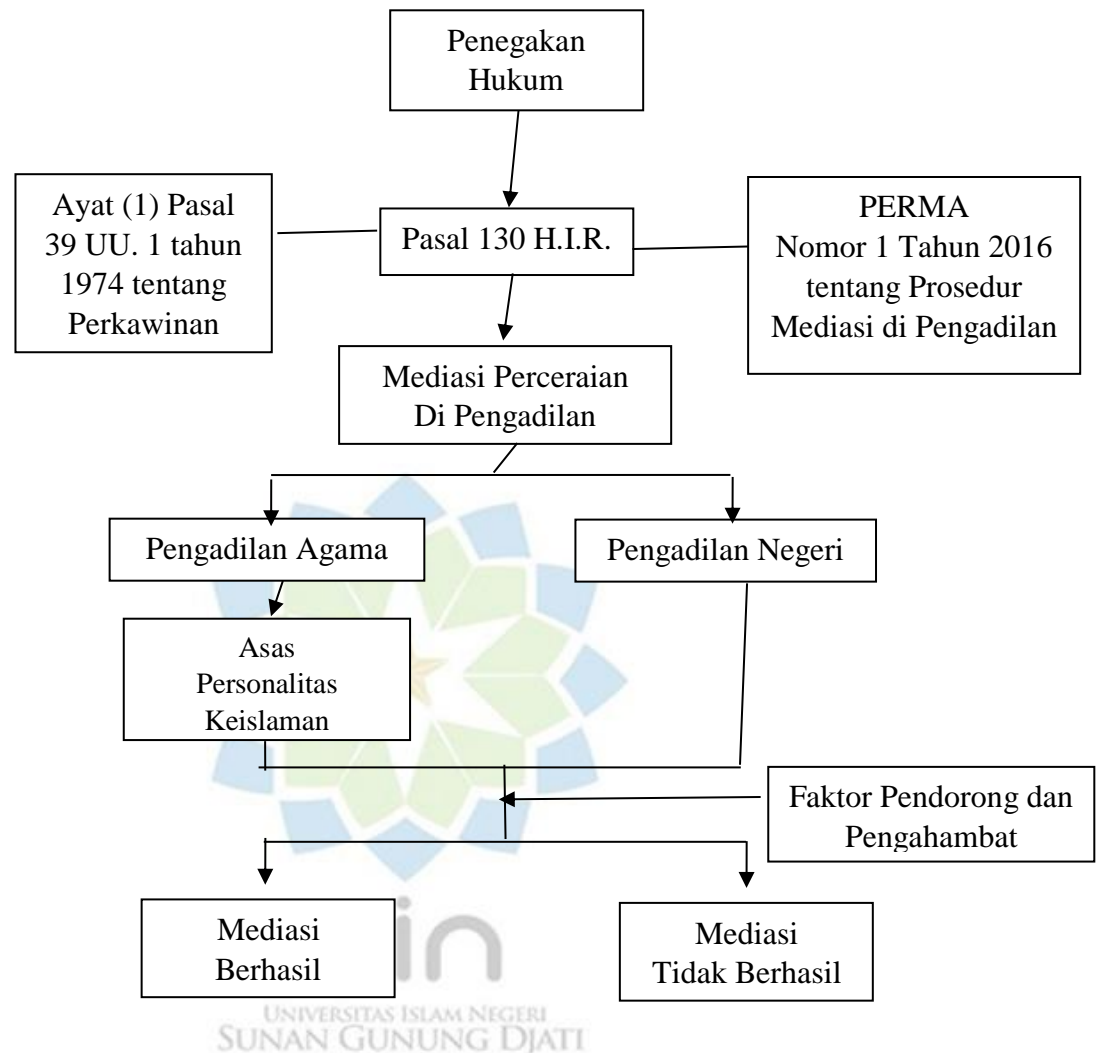 Penegakan
Hukum
Ayat (1) Pasal
39 UU. 1 tahun
1974 tentang
Perkawinan
Pasal 130 H.I.R.
PERMA
Nomor 1 Tahun 2016
tentang Prosedur
Mediasi di Pengadilan
Mediasi Perceraian
Di Pengadilan
Pengadilan Agama
Pengadilan Negeri
Asas
Personalitas
Keislaman
Faktor Pendorong dan
Pengahambat
Mediasi
Berhasil
Mediasi
Tidak Berhasil
uin
UNIVERSITAS ISLAM NEGERI
SUNAN GUNUNG DJATI